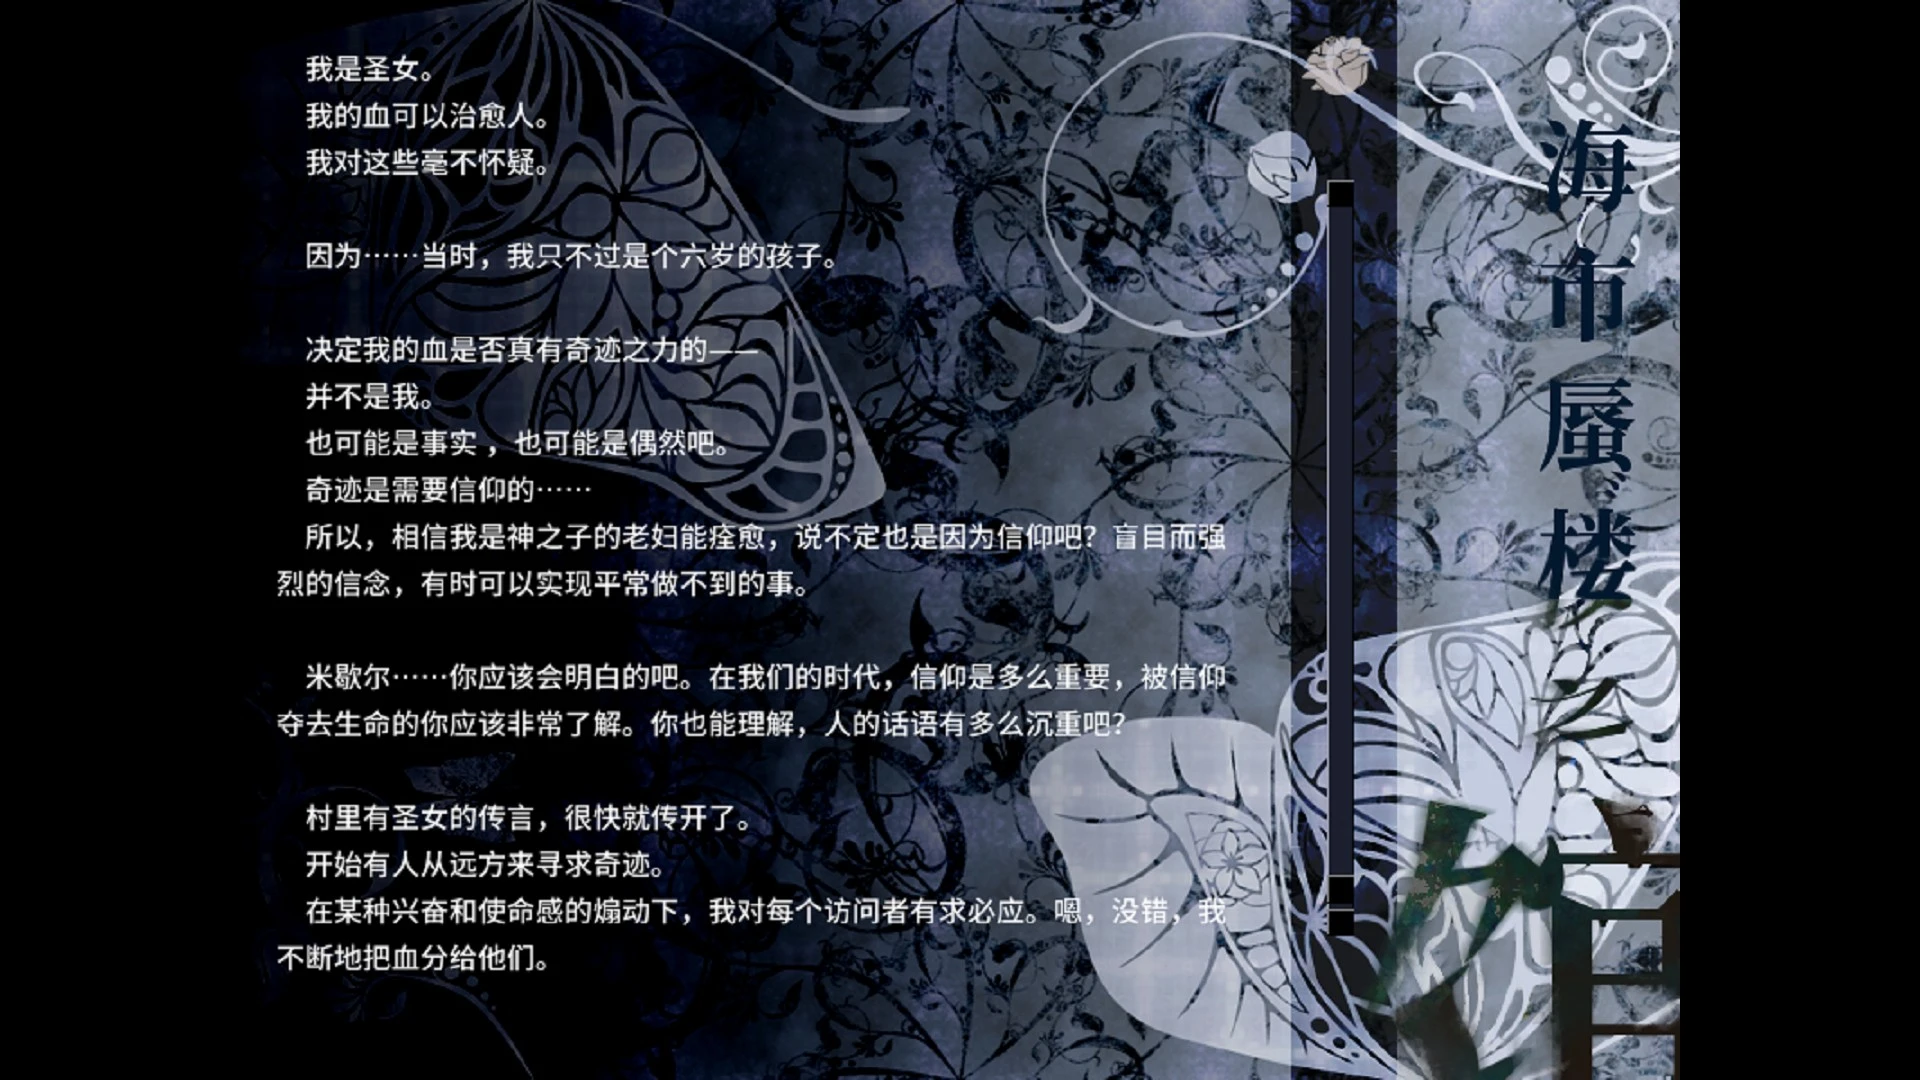 我是圣女。
我的血可以治愈人。
我对这些毫不怀疑。
因为……当时，我只不过是个六岁的孩子。
决定我的血是否真有奇迹之力的——
并不是我。
也可能是事实，也可能是偶然吧。
奇迹是需要信仰的……
所以，相信我是神之子的老妇能痊愈，说不定也是因为信仰吧？盲目而强
烈的信念，有时可以实现平常做不到的事。
米歇尔……你应该会明白的吧。在我们的时代，信仰是多么重要，被信仰
夺去生命的你应该非常了解。你也能理解，人的话语有多么沉重吧？
村里有圣女的传言，很快就传开了。
开始有人从远方来寻求奇迹。
在某种兴奋和使命感的煽动下，我对每个访问者有求必应。嗯，没错，我
不断地把血分给他们。
海市蜃楼之馆